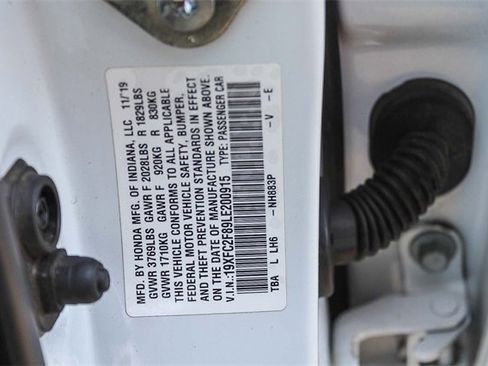 MFD. BY HONDA MFG. OF INDIANA, LLC 11/19
GVWR 3769LBS GAWR F 2028LBS R 1829LBS
GVWR 1710KG GAWR F 920KG R 830KG
THIS VEHICLE CONFORMS TO ALL APPLICABLE
FEDERAL MOTOR VEHICLE SAFETY, BUMPER,
AND THEFT PREVENTION STANDARDS IN EFFECT
ON THE DATE OF MANUFACTURE SHOWN ABOVE.
V.I.N.:19XFC2F89LE200915 TYPE: PASSENGER CAR
TBA L LH6 -NH883P -V -E